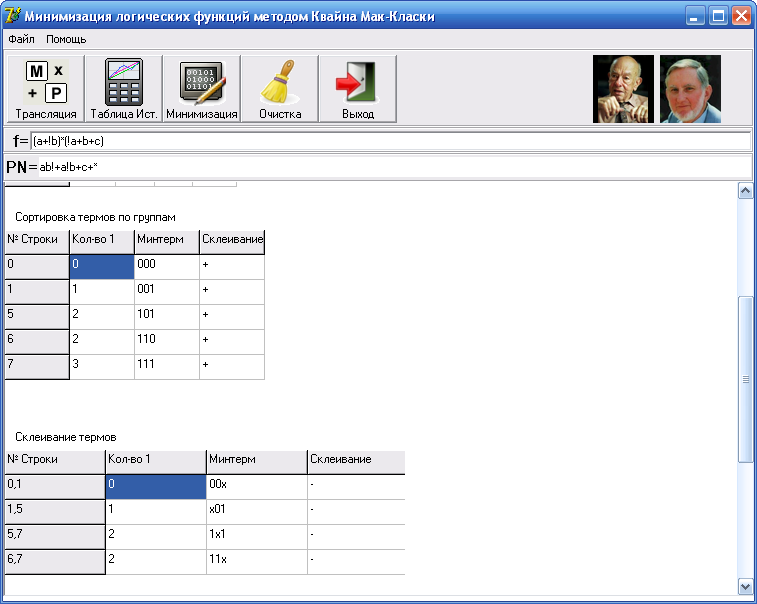 Минимизация логических функций методом Квайна Мак-Класки
Файл Помощь
M x
+ P
00101
01000
01101
Трансляция Таблица Ист. Минимизация Очистка Выход
f= (a+!b)*(!a+b+c)
PN= ab!+a!b+c+*
Сортировка термов по группам
№ Строки Кол-во 1 Минтерм Склеивание
0 0 000 +
1 1 001 +
5 2 101 +
6 2 110 +
7 3 111 +
Склеивание термов
№ Строки Кол-во 1 Минтерм Склеивание
0,1 0 00x -
1,5 1 x01 -
5,7 2 1x1 -
6,7 2 11x -